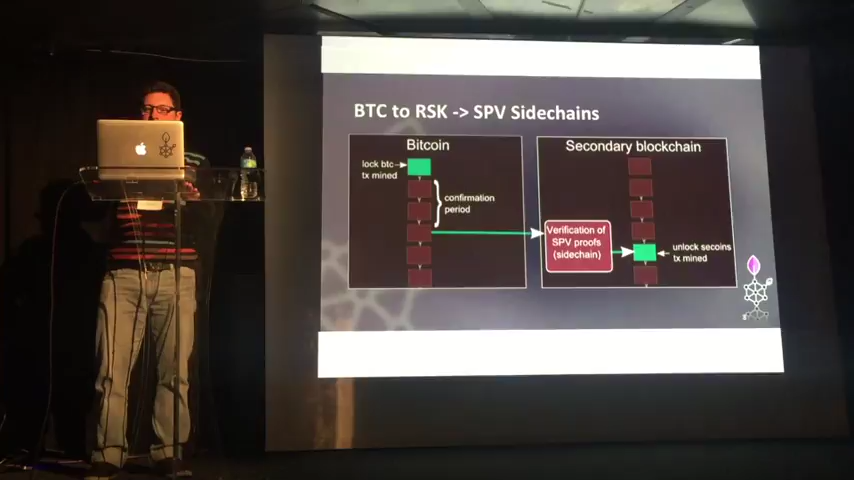 BTC to RSK -> SPV Sidechains
Bitcoin
lock btc
tx mined
confirmation
period
Secondary blockchain
Verification of
SPV proofs
(sidechain)
unlock secoins
tx mined